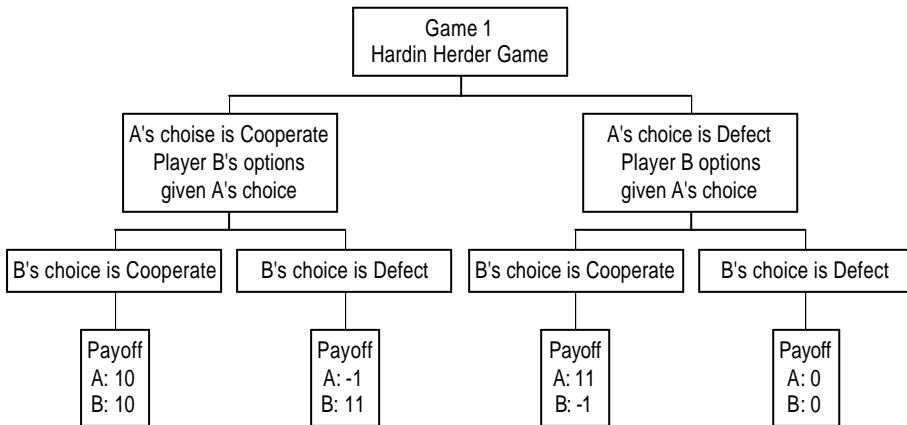 Game 1
Hardin Herder Game
A's choise is Cooperate
Player B's options
given A's choice
A's choice is Defect
Player B options
given A's choice
B's choice is Cooperate
B's choice is Defect
B's choice is Cooperate
B's choice is Defect
Payoff
A: 10
B: 10
Payoff
A: -1
B: 11
Payoff
A: 11
B: -1
Payoff
A: 0
B: 0